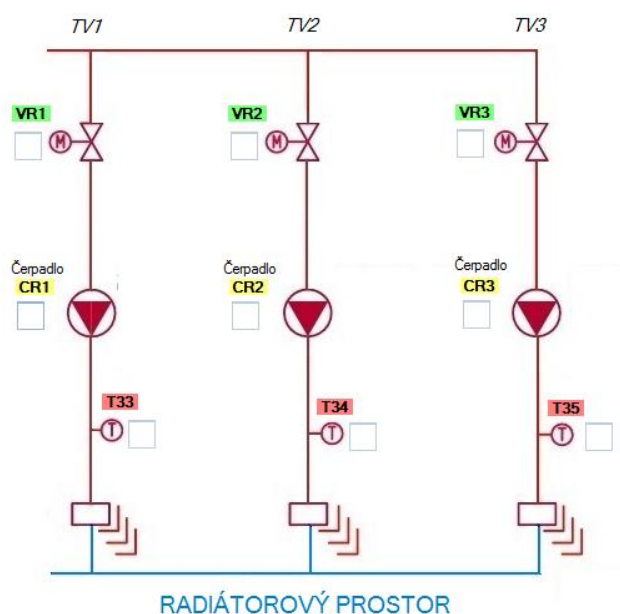 TV1 TV2 TV3
VR1 VR2 VR3
M M M
Čerpadlo Čerpadlo Čerpadlo
CR1 CR2 CR3
T33 T34 T35
T T T
RADIÁTOROVÝ PROSTOR